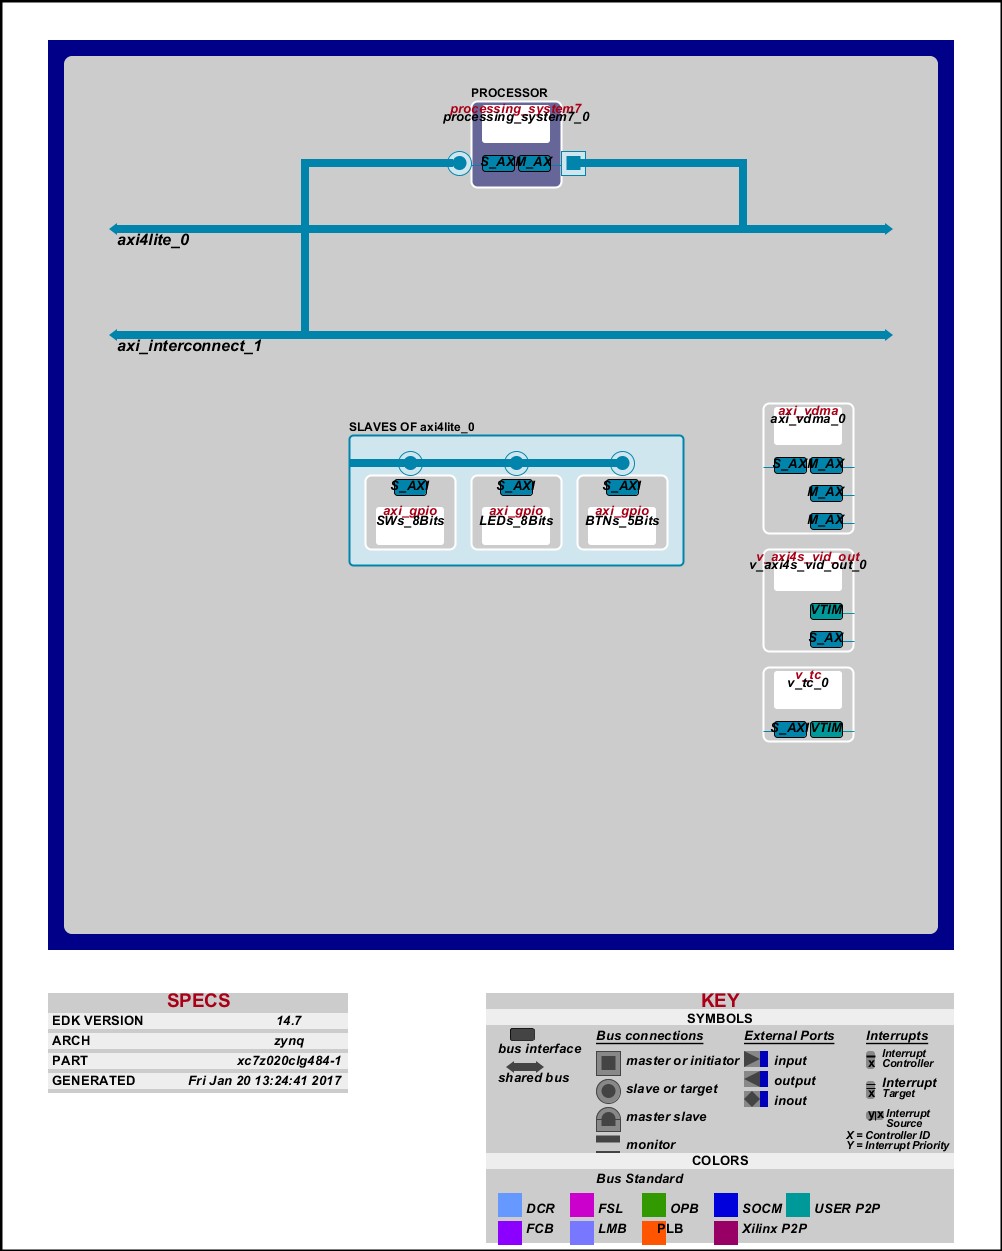 PROCESSOR
processing_system7
processing_system7_0
S_AXI M_AX
axi4lite_0
axi_interconnect_1
SLAVES OF axi4lite_0
S_AXI S_AXI S_AXI
axi_gpio axi_gpio axi_gpio
SWs_8Bits LEDs_8Bits BTNs_5Bits
axi_vdma
axi_vdma_0
S_AXI M_AX
M_AX
M_AX
v_axi4s_vid_out
v_axi4s_vid_out_0
VTIM
S_AX
v_tc
v_tc_0
S_AXI VTIM
SPECS
EDK VERSION 14.7
ARCH zynq
PART xc7z020clg484-1
GENERATED Fri Jan 20 13:24:41 2017
KEY
SYMBOLS
bus interface
shared bus
Bus connections
master or initiator
slave or target
master slave
monitor
External Ports
input
output
inout
Interrupts
Interrupt
Controller
x
Interrupt
Target
x
y|x Interrupt
Source
X = Controller ID
Y = Interrupt Priority
COLORS
Bus Standard
DCR FSL OPB SOCM USER P2P
FCB LMB PLB Xilinx P2P